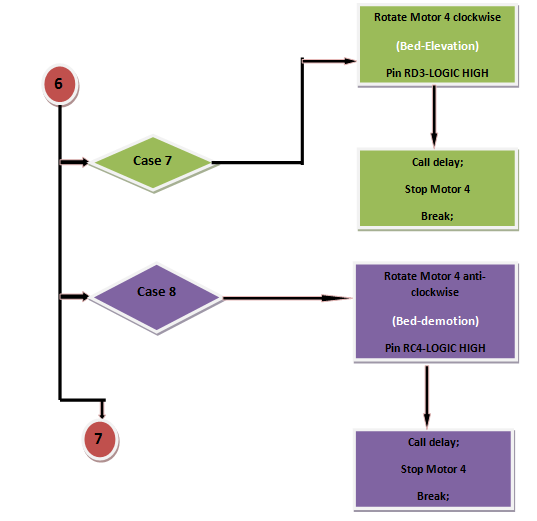 Rotate Motor 4 clockwise
(Bed-Elevation)
Pin RD3-LOGIC HIGH
6
Case 7
Call delay;
Stop Motor 4
Break;
Case 8
Rotate Motor 4 anti-
clockwise
(Bed-demotion)
Pin RC4-LOGIC HIGH
7
Call delay;
Stop Motor 4
Break;